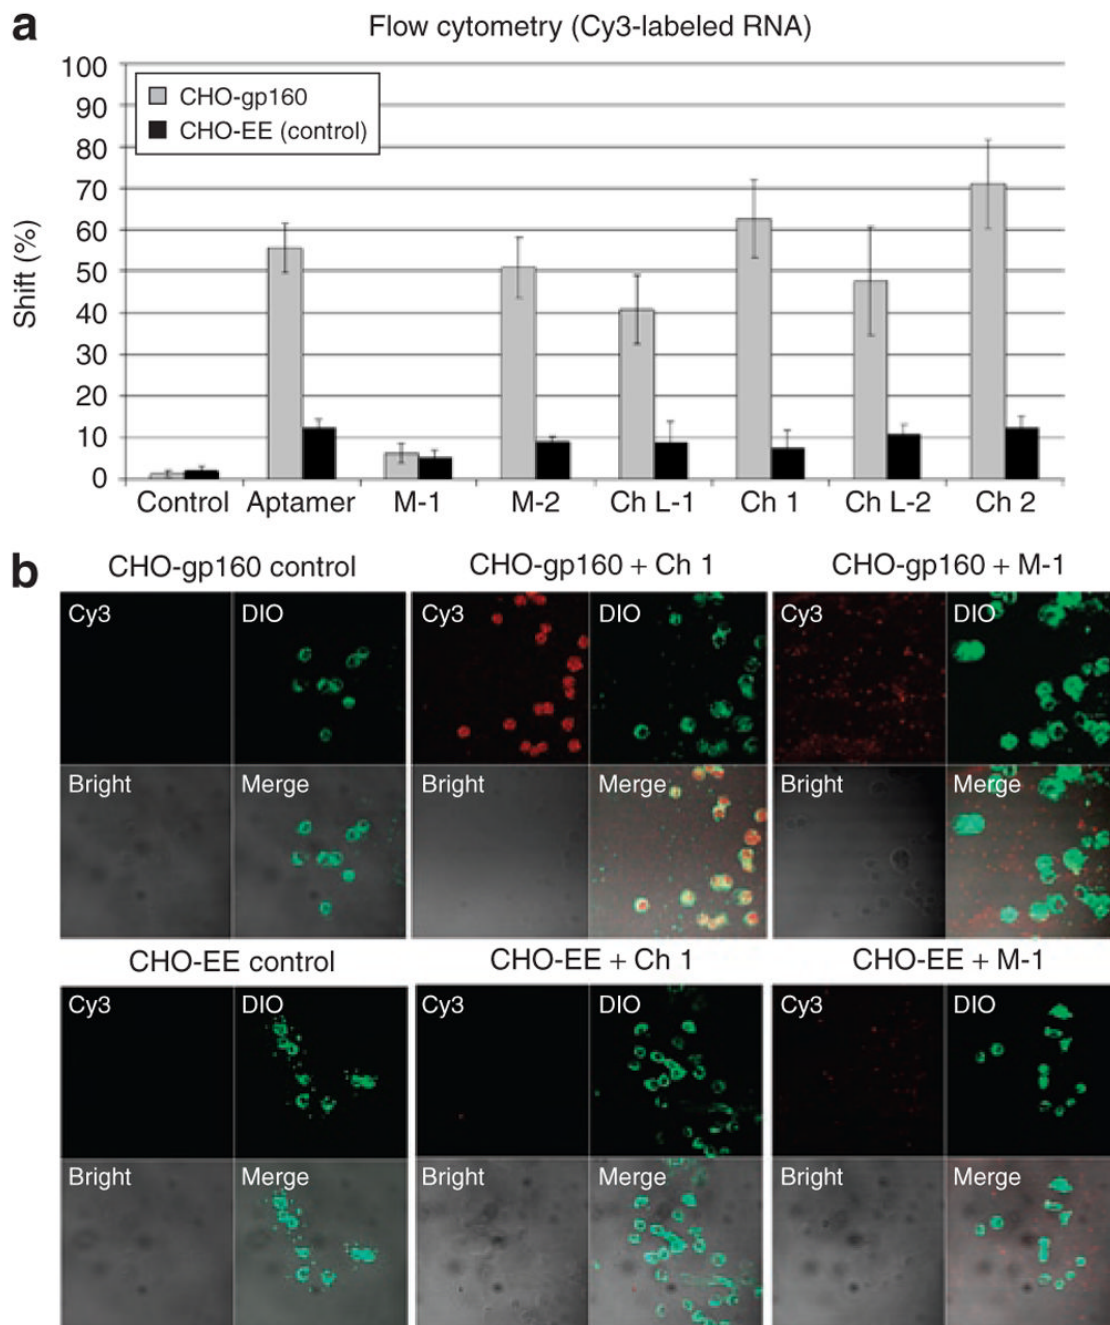 a
Flow cytometry (Cy3-labeled RNA)
100
90
80
70
60
50
40
30
20
10
0
Shift (%)
CHO-gp160
CHO-EE (control)
Control Aptamer M-1 M-2 Ch L-1 Ch 1 Ch L-2 Ch 2
b
CHO-gp160 control CHO-gp160 + Ch 1 CHO-gp160 + M-1
Cy3 DIO Cy3 DIO Cy3 DIO
Bright Merge Bright Merge Bright Merge
CHO-EE control CHO-EE + Ch 1 CHO-EE + M-1
Cy3 DIO Cy3 DIO Cy3 DIO
Bright Merge Bright Merge Bright Merge